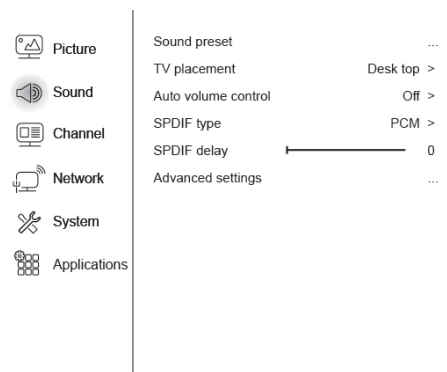 Picture
Sound
Channel
Network
System
Applications
Sound preset ...
TV placement Desk top >
Auto volume control Off >
SPDIF type PCM >
SPDIF delay 0
Advanced settings ...